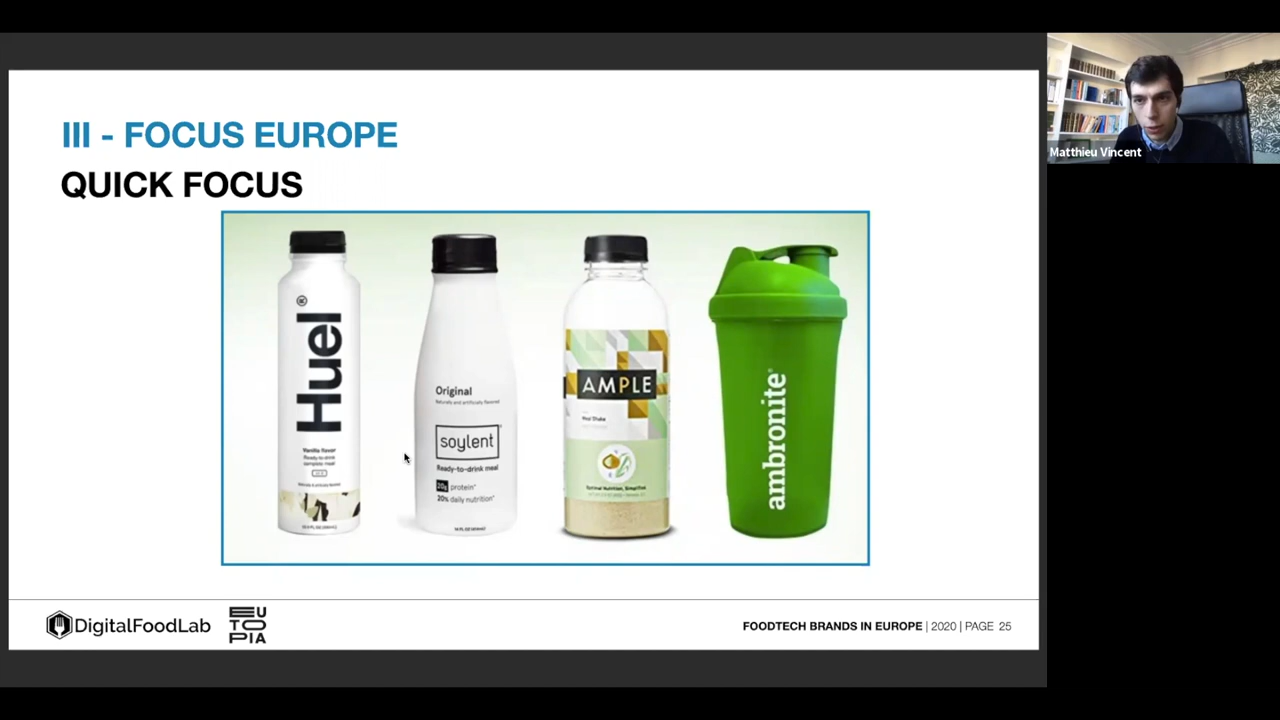 III - FOCUS EUROPE
QUICK FOCUS
Matthieu Vincent
Huel®
Vanilla flavor
Ready-to-drink
complete meal
Original
Naturally and artificially flavored
soylent
Ready-to-drink meal
20g protein*
20% daily nutrition*
AMPLE
Meal Shake
Optimal Nutrition, Simplified.
ambronite®
DigitalFoodLab
EUTOPIA
FOODTECH BRANDS IN EUROPE | 2020 | PAGE 25